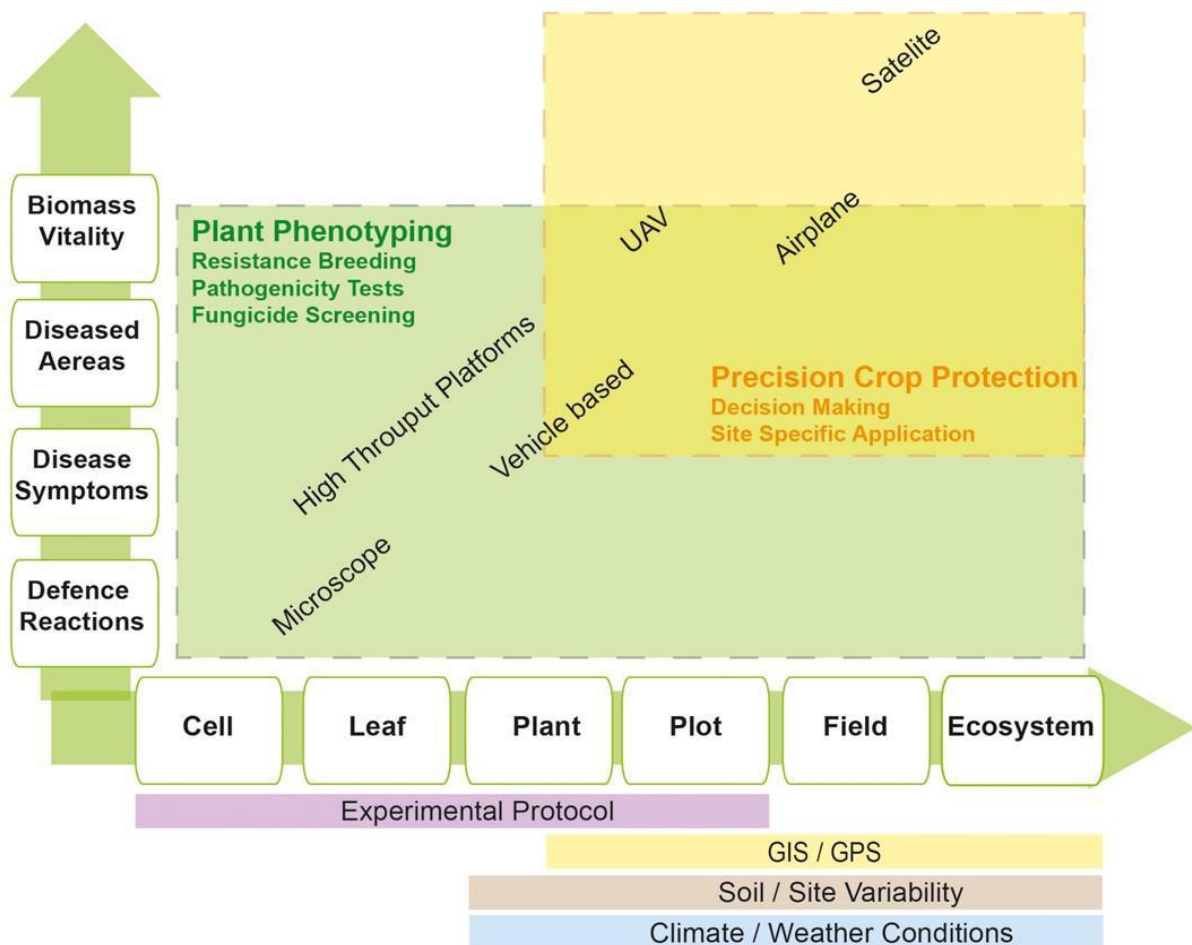 Satelite
Biomass
Vitality
Plant Phenotyping
Resistance Breeding
Pathogenicity Tests
Fungicide Screening
UAV
Airplane
Diseased
Aereas
High Throuput Platforms
Vehicle based
Precision Crop Protection
Decision Making
Site Specific Application
Disease
Symptoms
Defence
Reactions
Microscope
Cell
Leaf
Plant
Plot
Field
Ecosystem
Experimental Protocol
GIS / GPS
Soil / Site Variability
Climate / Weather Conditions